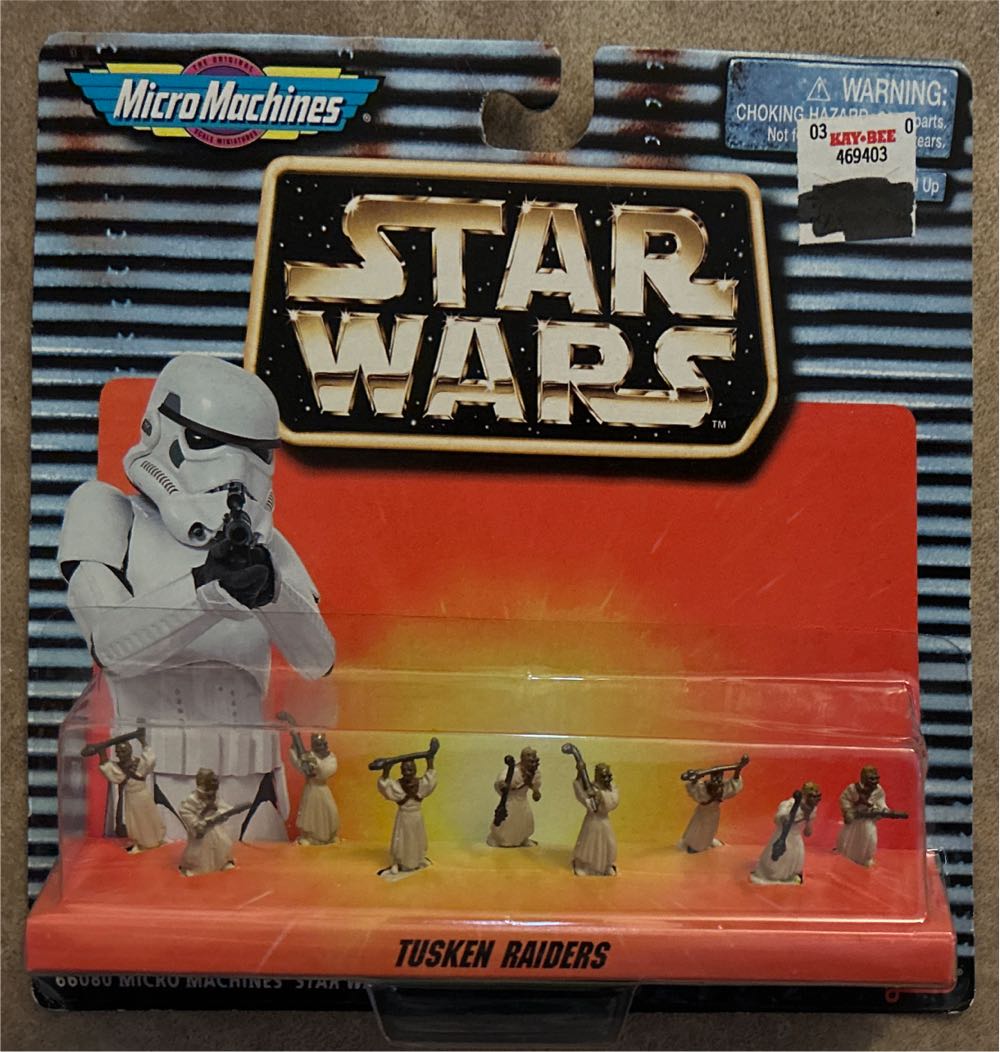 THE ORIGINAL
MicroMachines
SCALE MINIATURES
®
WARNING:
CHOKING HAZARD
parts.
Not
ears.
03 KAY·BEE 0
469403
Up
STAR
WARS
TM
TUSKEN RAIDERS
66080 MICRO MACHINES STAR W